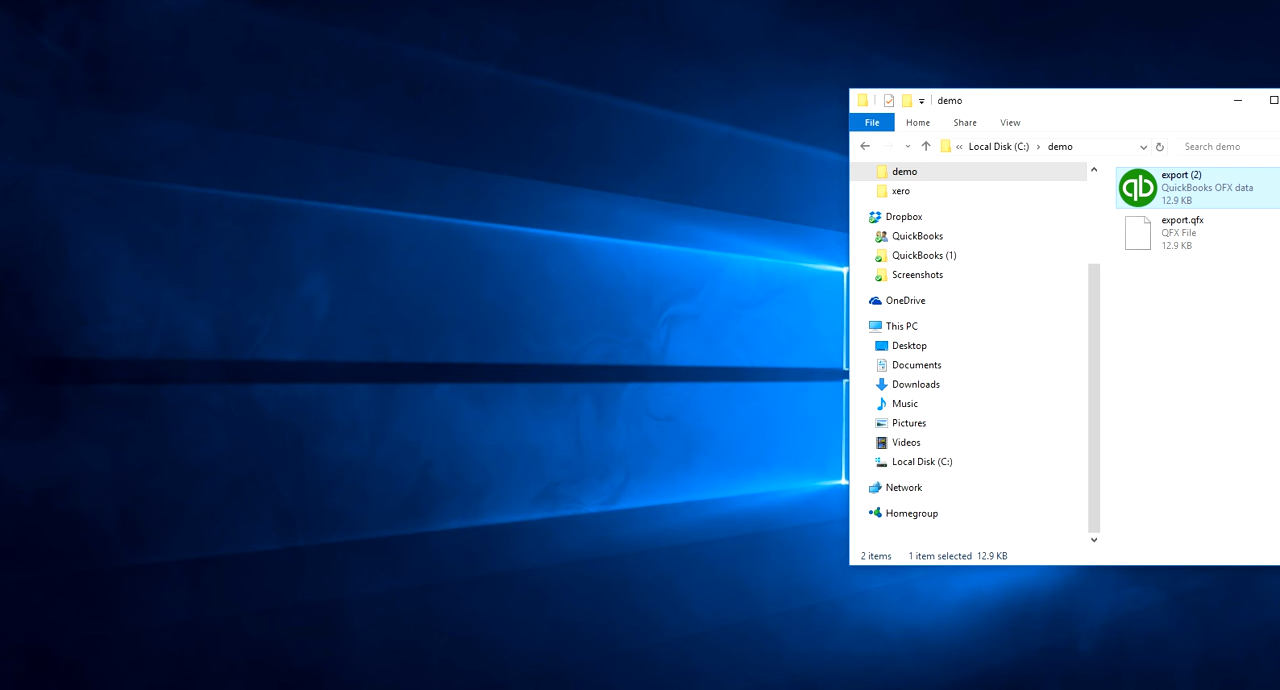 demo
File Home Share View
« Local Disk (C:) › demo Search demo
demo
xero
Dropbox
QuickBooks
QuickBooks (1)
Screenshots
OneDrive
This PC
Desktop
Documents
Downloads
Music
Pictures
Videos
Local Disk (C:)
Network
Homegroup
qb
export (2)
QuickBooks OFX data
12.9 KB
export.qfx
QFX File
12.9 KB
2 items 1 item selected 12.9 KB